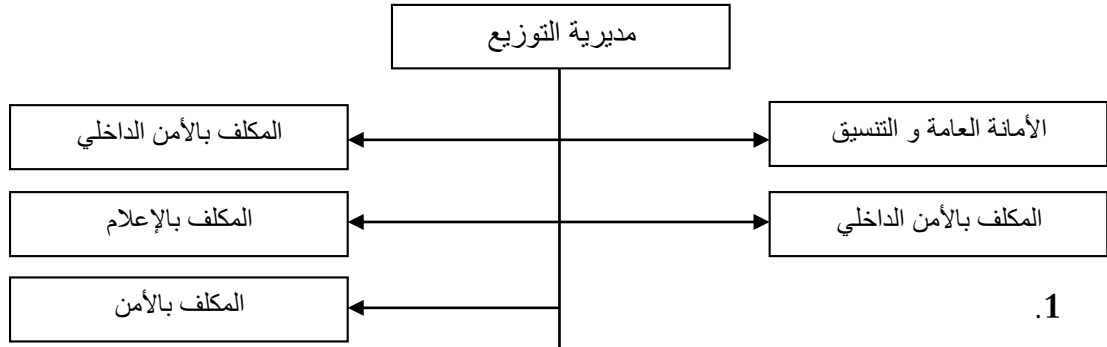 مديرية التوزيع
الأمانة العامة و التنسيق
المكلف بالأمن الداخلي
المكلف بالأمن الداخلي
المكلف بالإعلام
المكلف بالأمن
1.